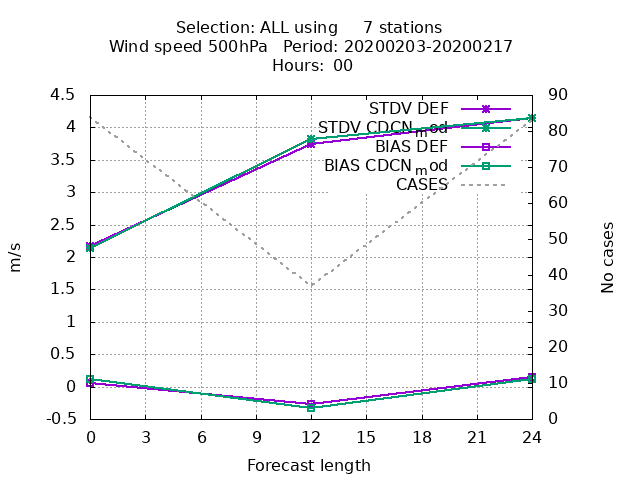 Selection: ALL using     7 stations
Wind speed 500hPa   Period: 20200203-20200217
Hours:  00
STDV DEF
STDV CDCNmod
BIAS DEF
BIAS CDCNmod
CASES
4.5
4
3.5
3
2.5
2
1.5
1
0.5
0
-0.5
m/s
90
80
70
60
50
40
30
20
10
0
No cases
0 3 6 9 12 15 18 21 24
Forecast length